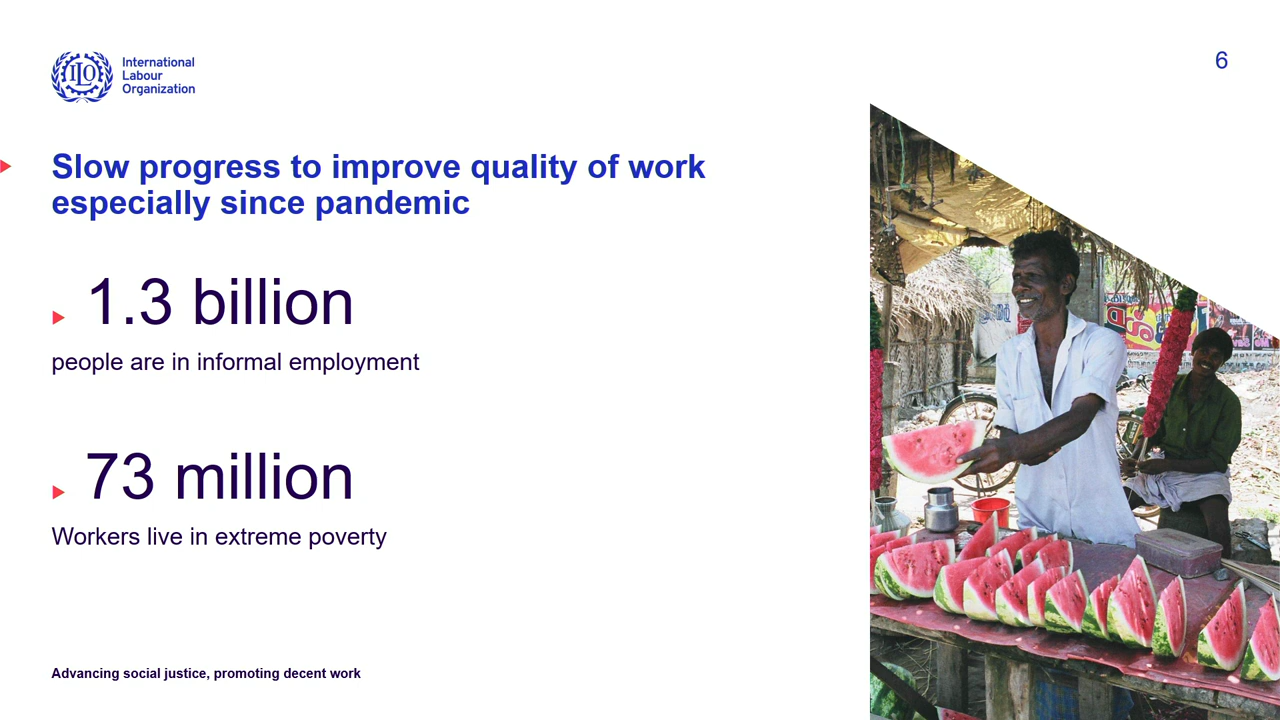 International
Labour
Organization
6
Slow progress to improve quality of work
especially since pandemic
1.3 billion
people are in informal employment
73 million
Workers live in extreme poverty
Advancing social justice, promoting decent work